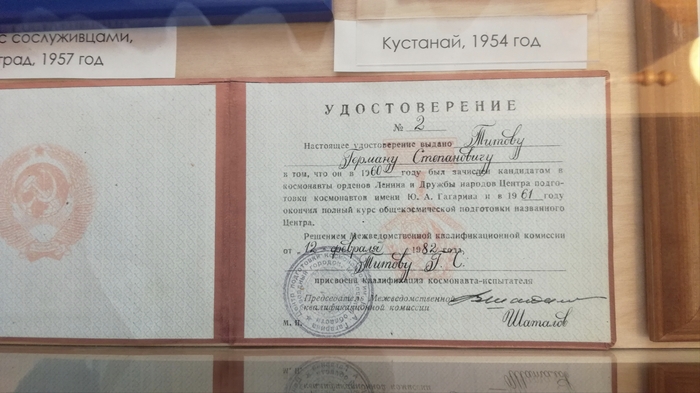 с сослуживцами,
град, 1957 год
Кустанай, 1954 год
УДОСТОВЕРЕНИЕ
№ 2
Настоящее удостоверение выдано Титову
Герману Степановичу
в том, что он в 1960 году был зачислен кандидатом в
космонавты орденов Ленина и Дружбы народов Центра подго-
товки космонавтов имени Ю. А. Гагарина и в 1961 году
окончил полный курс общекосмической подготовки названного
Центра.
Решением Межведомственной квалификационной комиссии
от „12“ февраля 1982 года
Титову Г. С.
присвоена квалификация космонавта-испытателя
Председатель Межведомственной
квалификационной комиссии
М. П.
Шаталов